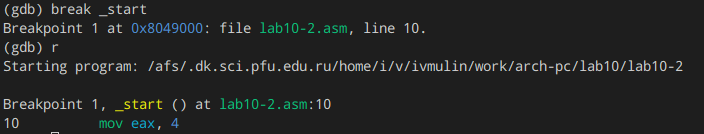 (gdb) break _start
Breakpoint 1 at 0x8049000: file lab10-2.asm, line 10.
(gdb) r
Starting program: /afs/.dk.sci.pfu.edu.ru/home/i/v/ivmulin/work/arch-pc/lab10/lab10-2
Breakpoint 1, _start () at lab10-2.asm:10
10 mov eax, 4